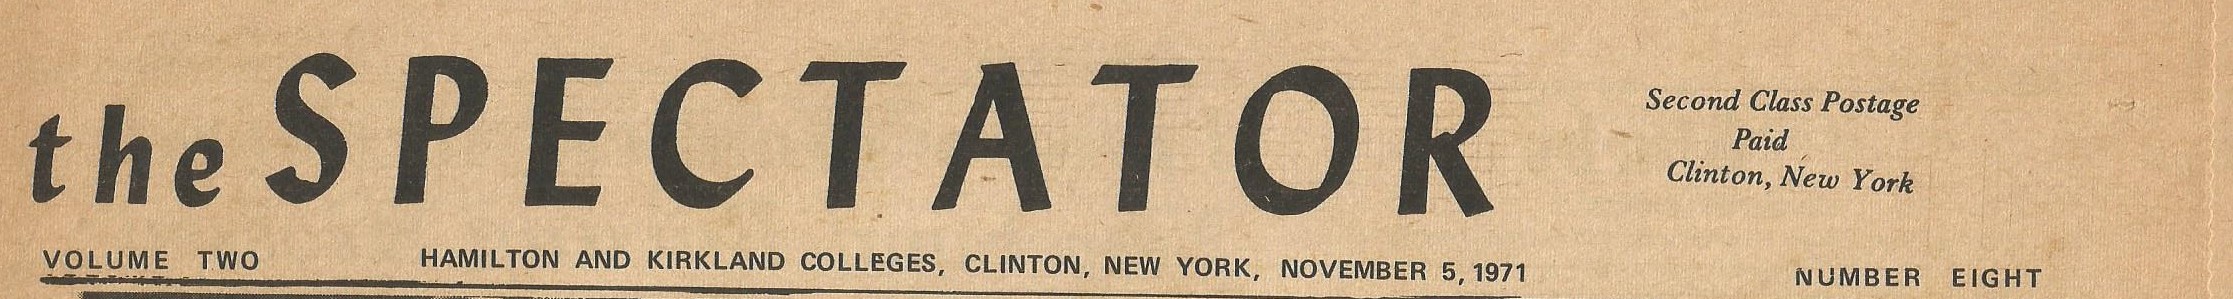 the SPECTATOR
Second Class Postage
Paid
Clinton, New York
VOLUME TWO HAMILTON AND KIRKLAND COLLEGES, CLINTON, NEW YORK, NOVEMBER 5, 1971 NUMBER EIGHT